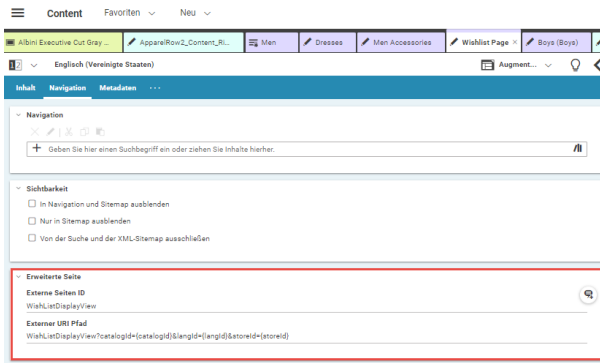 Content Favoriten Neu
Albini Executive Cut Gray ... ApparelRow2_Content_Ri... Men Dresses Men Accessories Wishlist Page × Boys (Boys)
12 Englisch (Vereinigte Staaten) Augment...
Inhalt Navigation Metadaten ...
Navigation
Geben Sie hier einen Suchbegriff ein oder ziehen Sie Inhalte hierher.
Sichtbarkeit
In Navigation und Sitemap ausblenden
Nur in Sitemap ausblenden
Von der Suche und der XML-Sitemap ausschließen
Erweiterte Seite
Externe Seiten ID
WishListDisplayView
Externer URI Pfad
WishListDisplayView?catalogId={catalogId}&langId={langId}&storeId={storeId}